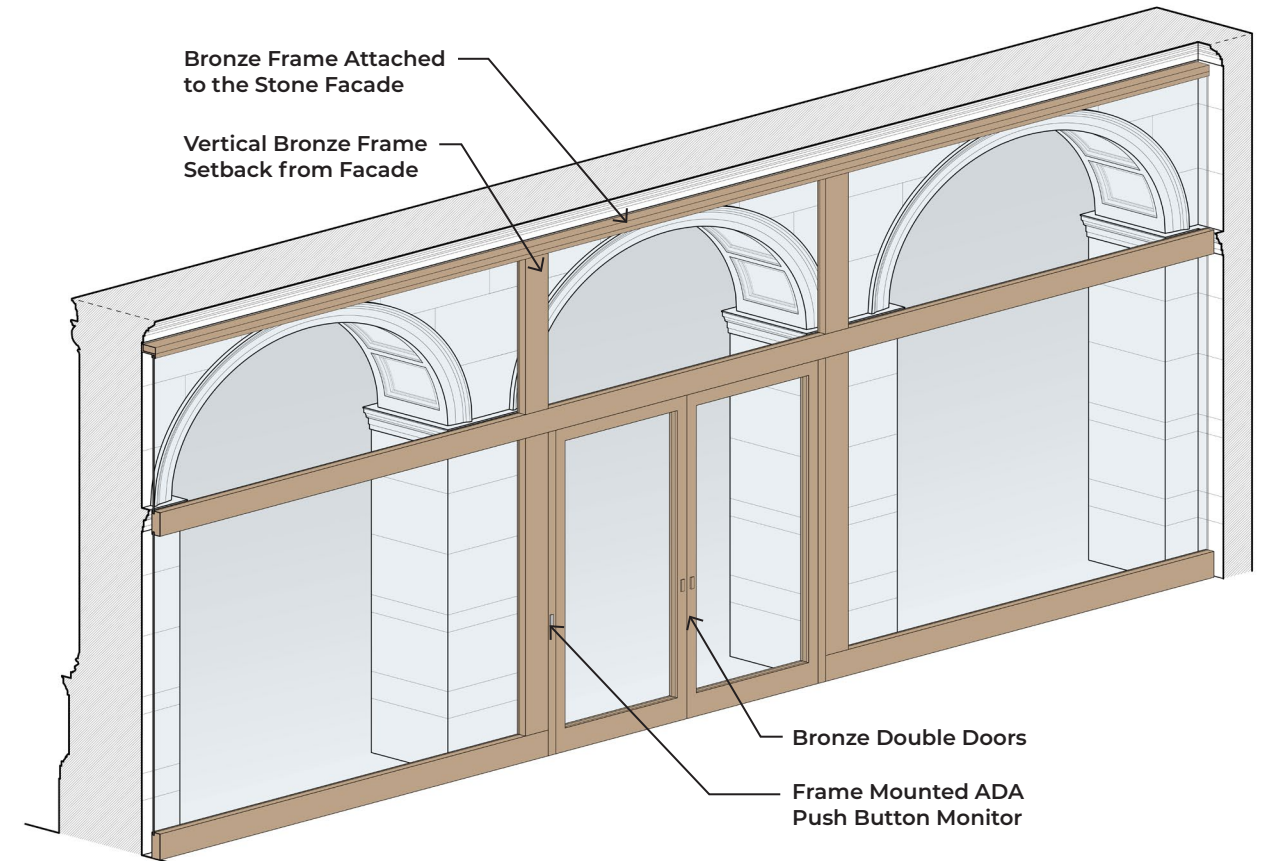 Bronze Frame Attached
to the Stone Facade
Vertical Bronze Frame
Setback from Facade
Bronze Double Doors
Frame Mounted ADA
Push Button Monitor